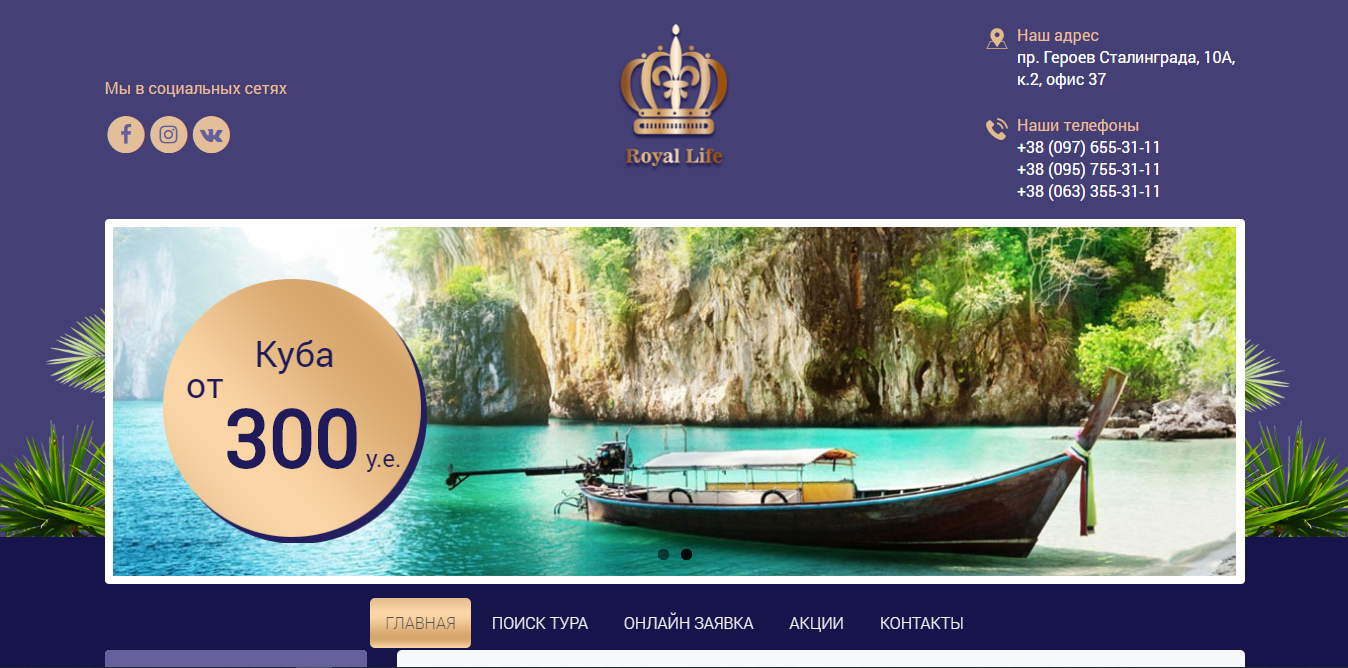 Мы в социальных сетях
Royal Life
Наш адрес
пр. Героев Сталинграда, 10А,
к.2, офис 37
Наши телефоны
+38 (097) 655-31-11
+38 (095) 755-31-11
+38 (063) 355-31-11
Куба
от
300 у.е.
ГЛАВНАЯ ПОИСК ТУРА ОНЛАЙН ЗАЯВКА АКЦИИ КОНТАКТЫ